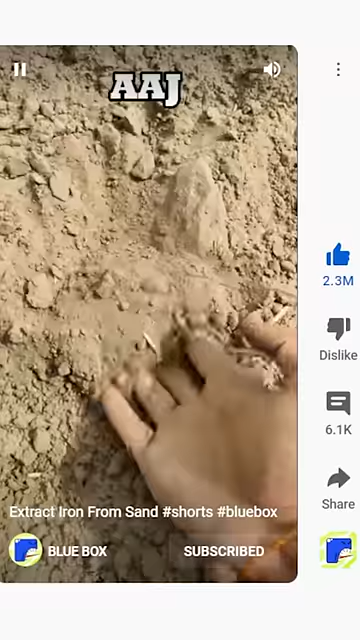 AAJ
2.3M
Dislike
6.1K
Share
Extract Iron From Sand #shorts #bluebox
BLUE BOX
SUBSCRIBED